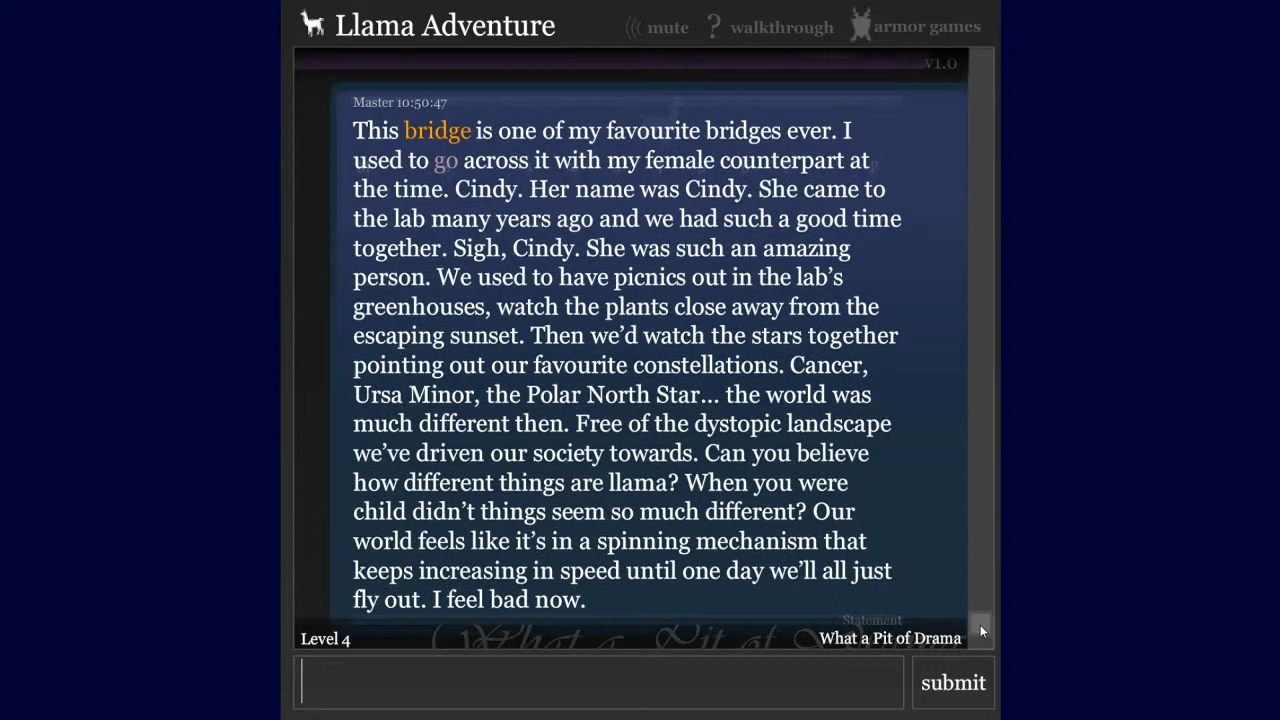 Llama Adventure
mute ? walkthrough armor games
v1.0
Master 10:50:47
This bridge is one of my favourite bridges ever. I
used to go across it with my female counterpart at
the time. Cindy. Her name was Cindy. She came to
the lab many years ago and we had such a good time
together. Sigh, Cindy. She was such an amazing
person. We used to have picnics out in the lab’s
greenhouses, watch the plants close away from the
escaping sunset. Then we’d watch the stars together
pointing out our favourite constellations. Cancer,
Ursa Minor, the Polar North Star... the world was
much different then. Free of the dystopic landscape
we’ve driven our society towards. Can you believe
how different things are llama? When you were
child didn’t things seem so much different? Our
world feels like it’s in a spinning mechanism that
keeps increasing in speed until one day we’ll all just
fly out. I feel bad now.
Statement
What a Pit of
Level 4 What a Pit of Drama
submit